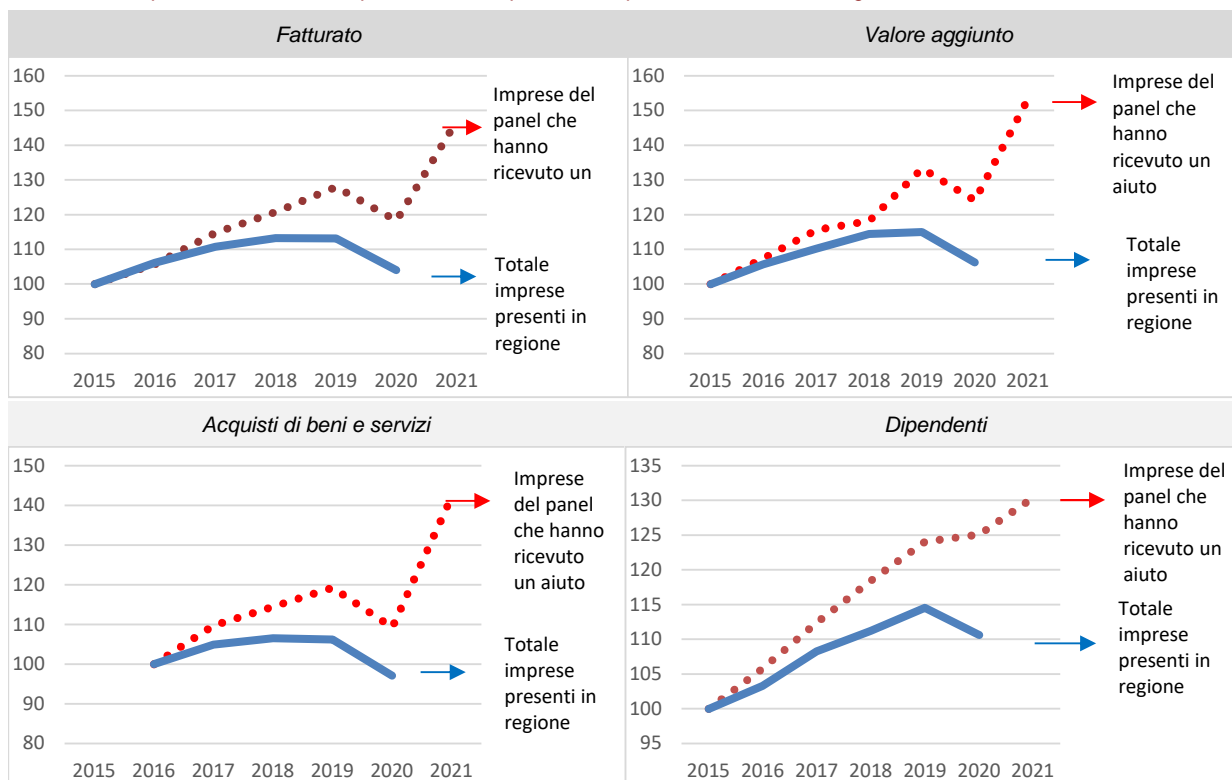 Fatturato
Valore aggiunto
160
150
140
130
120
110
100
90
80
2015 2016 2017 2018 2019 2020 2021
Imprese del
panel che
hanno
ricevuto un
Totale
imprese
presenti in
regione
160
150
140
130
120
110
100
90
80
2015 2016 2017 2018 2019 2020 2021
Imprese del
panel che
hanno
ricevuto un
aiuto
Totale
imprese
presenti in
regione
Acquisti di beni e servizi
Dipendenti
150
140
130
120
110
100
90
80
2015 2016 2017 2018 2019 2020 2021
Imprese
del panel
che hanno
ricevuto
un aiuto
Totale
imprese
presenti in
regione
135
130
125
120
115
110
105
100
95
2015 2016 2017 2018 2019 2020 2021
Imprese del
panel che
hanno
ricevuto un
aiuto
Totale
imprese
presenti in
regione